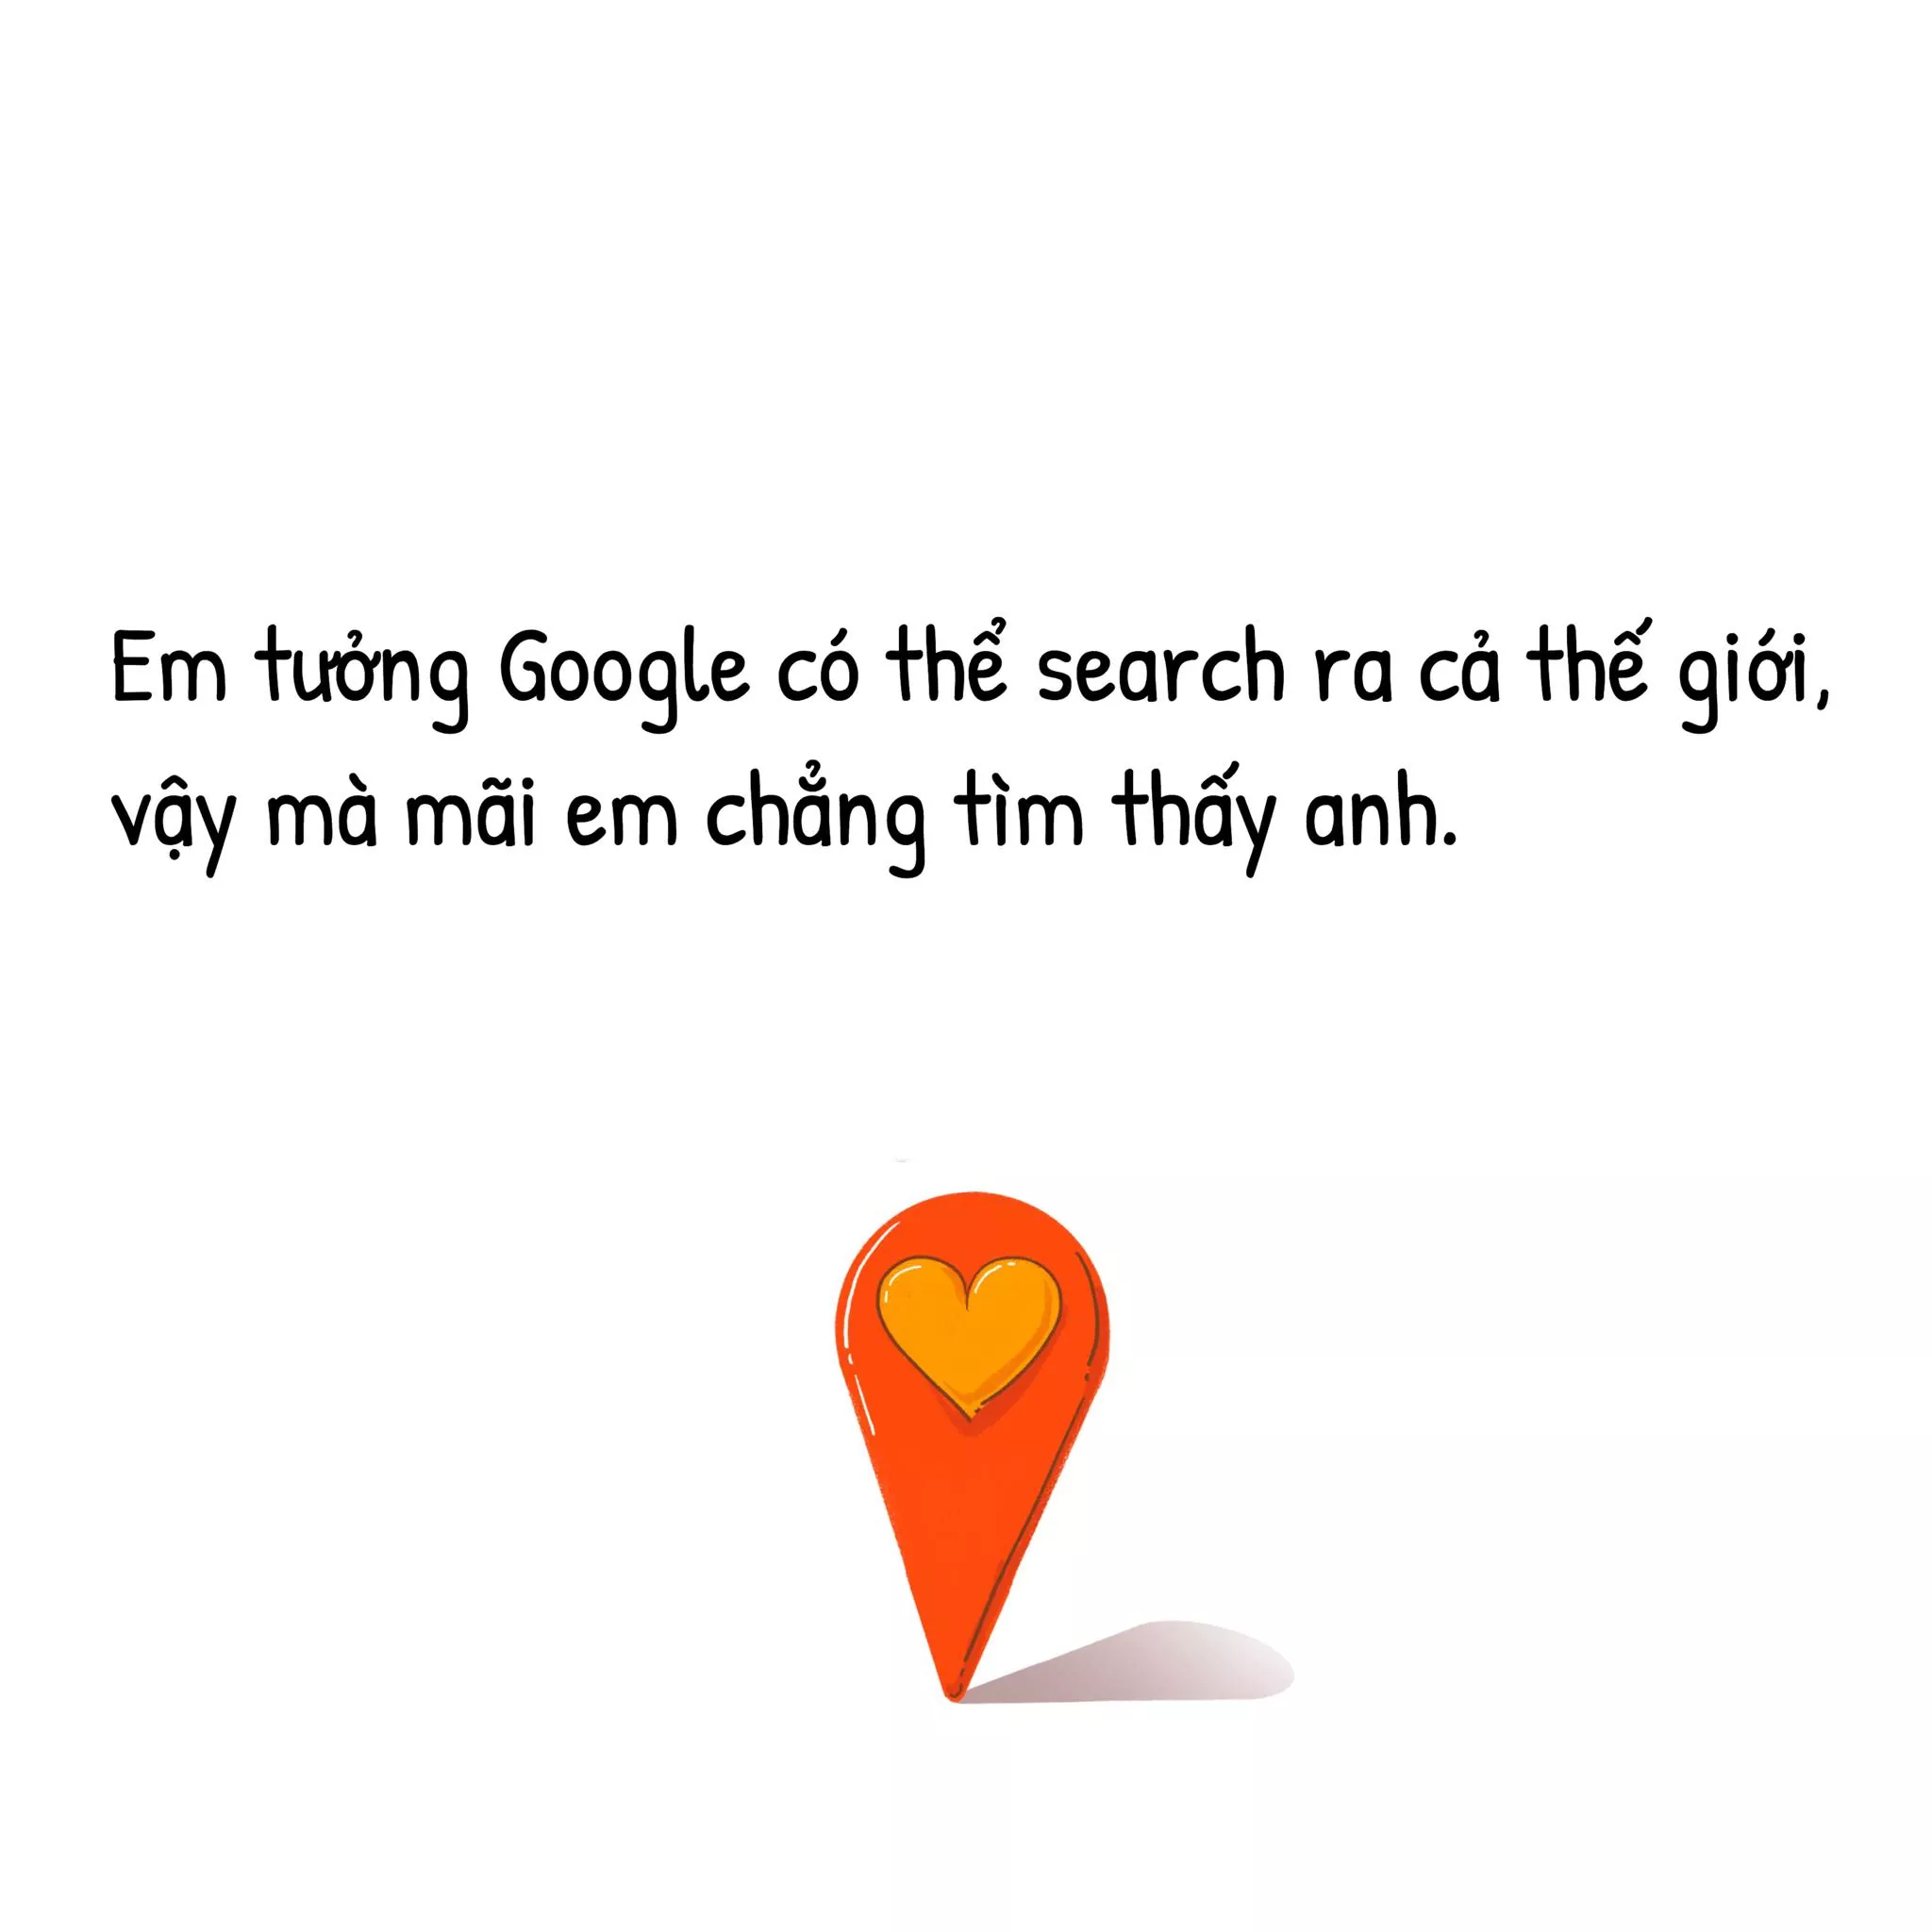 Em tưởng Google có thể search ra cả thế giới,
vậy mà mãi em chẳng tìm thấy anh.